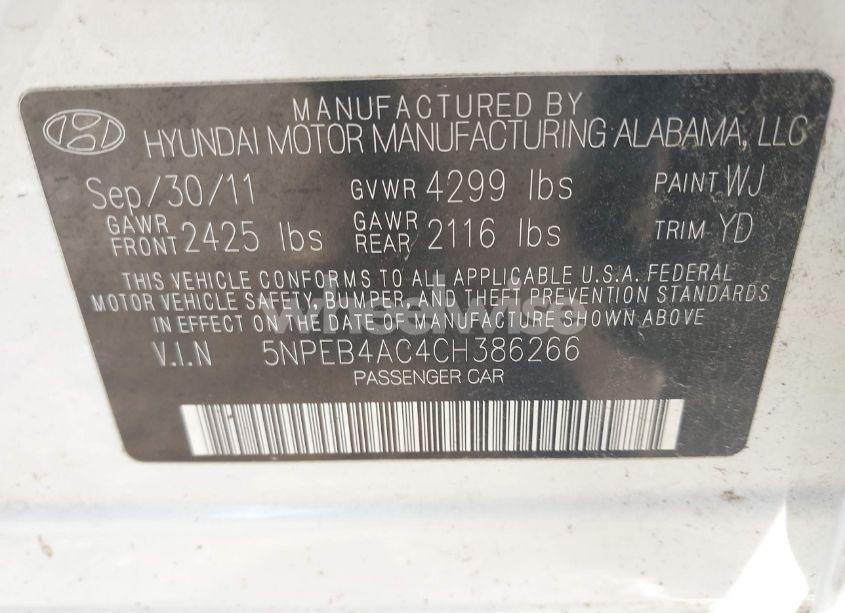 MANUFACTURED BY
HYUNDAI MOTOR MANUFACTURING ALABAMA, LLC
Sep/30/11 GVWR 4299 lbs PAINT WJ
GAWR FRONT 2425 lbs GAWR REAR 2116 lbs TRIM YD
THIS VEHICLE CONFORMS TO ALL APPLICABLE U.S.A. FEDERAL
MOTOR VEHICLE SAFETY, BUMPER, AND THEFT PREVENTION STANDARDS
IN EFFECT ON THE DATE OF MANUFACTURE SHOWN ABOVE
wheelwise
V.I.N 5NPEB4AC4CH386266
PASSENGER CAR